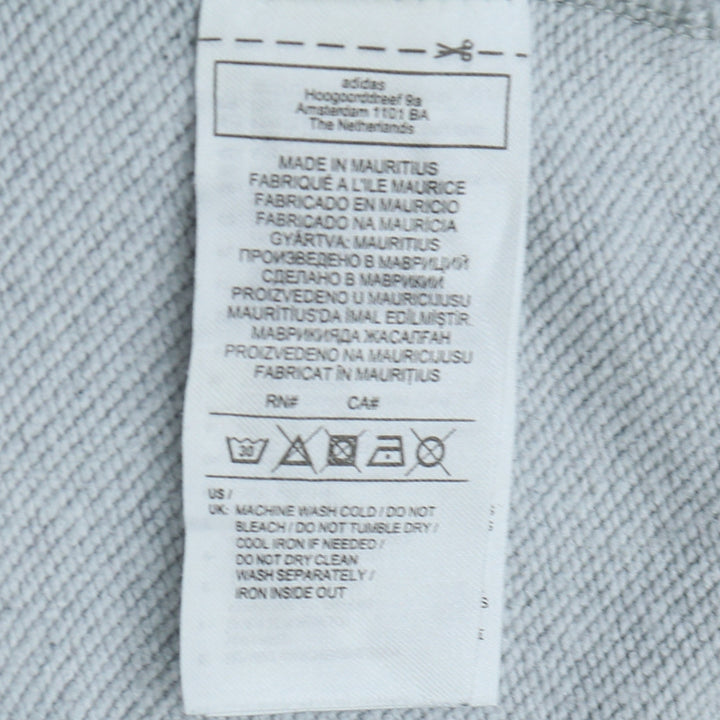 adidas
Hoogoorddreef 9a
Amsterdam 1101 BA
The Netherlands
MADE IN MAURITIUS
FABRIQUÉ A L'ILE MAURICE
FABRICADO EN MAURICIO
FABRICADO NA MAURÍCIA
GYÁRTVA: MAURITIUS
ПРОИЗВЕДЕНО В МАВРИЦИЙ
СДЕЛАНО В МАВРИКИИ
PROIZVEDENO U MAURICIJUSU
MAURİTİUS'DA İMAL EDİLMİŞTİR.
МАВРИКИЯДА ЖАСАЛҒАН
PROIZVEDENO NA MAURICIJUSU
FABRICAT ÎN MAURIȚIUS
RN# CA#
30
US /
UK: MACHINE WASH COLD / DO NOT
BLEACH / DO NOT TUMBLE DRY /
COOL IRON IF NEEDED /
DO NOT DRY CLEAN
WASH SEPARATELY /
IRON INSIDE OUT